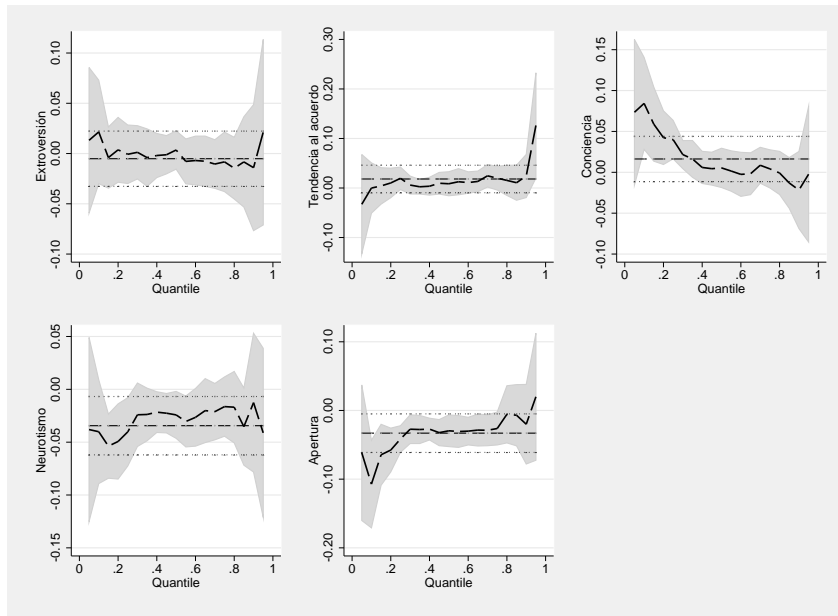 Extroversión
0.10
0.05
0.00
-0.05
-0.10
0 .2 .4 .6 .8 1
Quantile
Tendencia al acuerdo
0.30
0.20
0.10
0.00
-0.10
0 .2 .4 .6 .8 1
Quantile
Conciencia
0.15
0.10
0.05
0.00
-0.05
-0.10
0 .2 .4 .6 .8 1
Quantile
Neurotismo
0.05
0.00
-0.05
-0.10
-0.15
0 .2 .4 .6 .8 1
Quantile
Apertura
0.10
0.00
-0.10
-0.20
0 .2 .4 .6 .8 1
Quantile